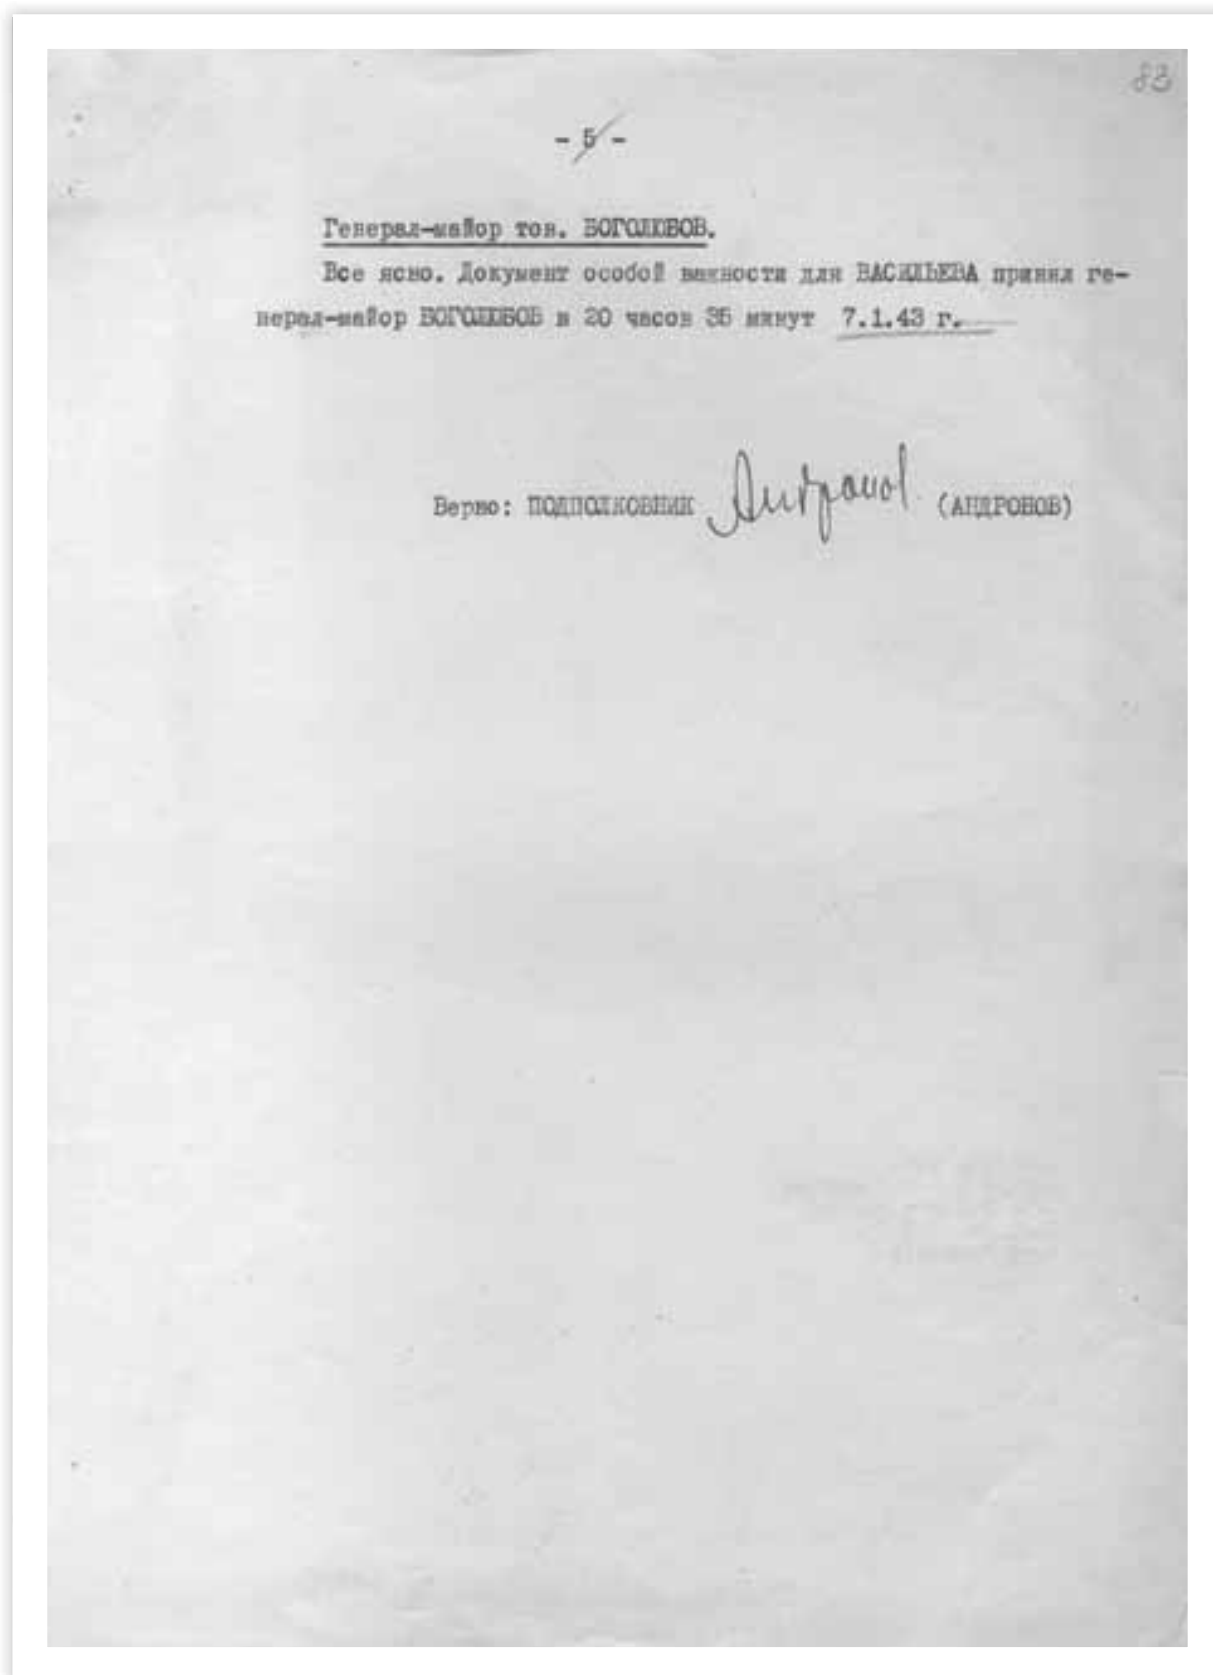 83
- 5 -
Генерал-майор тов. БОГОЛЮБОВ.
Все ясно. Документ особой важности для ВАСИЛЬЕВА принял ге-
нерал-майор БОГОЛЮБОВ в 20 часов 35 минут 7.1.43 г.
Верно: ПОДПОЛКОВНИК Андронов (АНДРОНОВ)